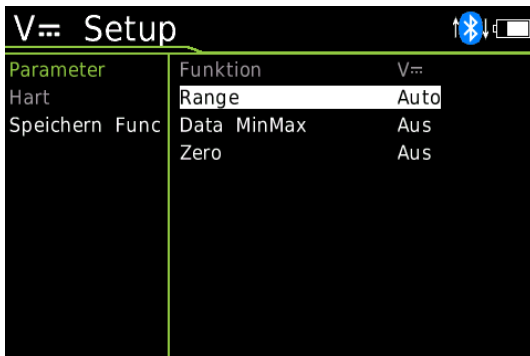 V⎓ Setup
Parameter
Hart
Speichern Func
Funktion V⎓
Range Auto
Data MinMax Aus
Zero Aus